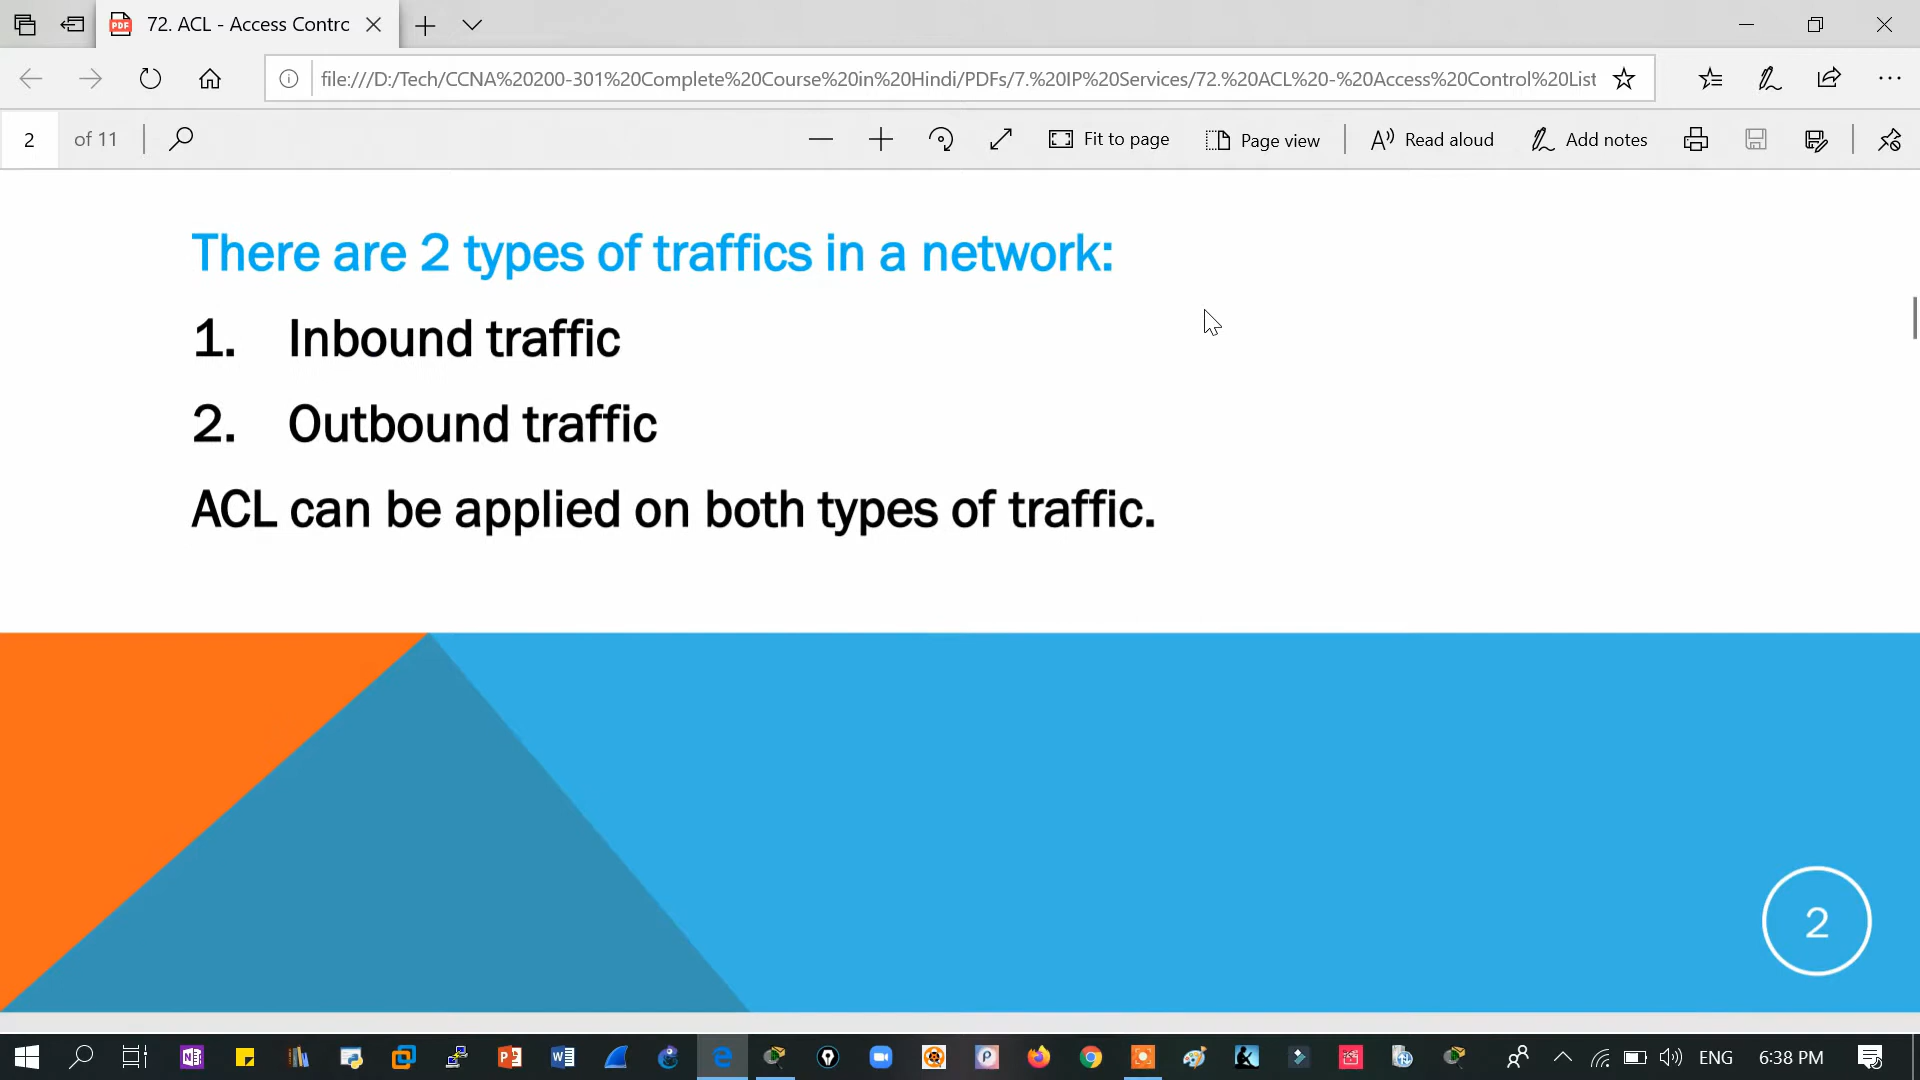 72. ACL - Access Contrc
file:///D:/Tech/CCNA%20200-301%20Complete%20Course%20in%20Hindi/PDFs/7.%20IP%20Services/72.%20ACL%20-%20Access%20Control%20List
2 of 11
Fit to page
Page view
Read aloud
Add notes
There are 2 types of traffics in a network:
1. Inbound traffic
2. Outbound traffic
ACL can be applied on both types of traffic.
2
ENG
6:38 PM